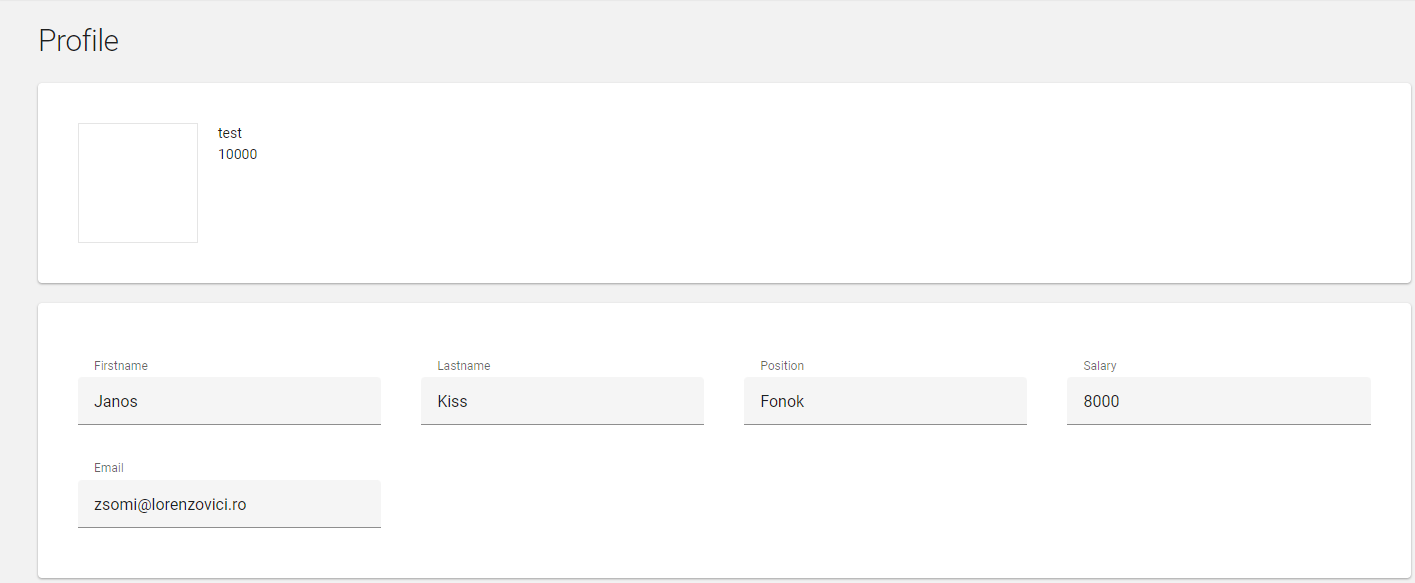 Profile
test
10000
Firstname
Lastname
Position
Salary
Janos
Kiss
Fonok
8000
Email
zsomi@lorenzovici.ro